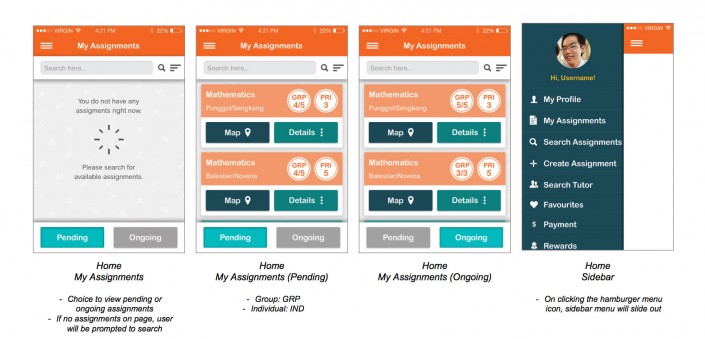 VIRGIN 4:21 PM 22%
My Assignments
Search here..
You do not have any
assigments right now.
Please search for
available assignments.
Pending Ongoing
Home
My Assignments
- Choice to view pending or
ongoing assignments
- If no assignments on page, user
will be prompted to search
VIRGIN 4:21 PM 22%
My Assignments
Search here..
Mathematics
Punggol/Sengkang
GRP
4/5
PRI
3
Map Details
Mathematics
Balestier/Novena
GRP
4/5
PRI
5
Map Details
Pending Ongoing
Home
My Assignments (Pending)
- Group: GRP
- Individual: IND
VIRGIN 4:21 PM 22%
My Assignments
Search here..
Mathematics
Punggol/Sengkang
GRP
5/5
PRI
3
Map Details
Mathematics
Balestier/Novena
GRP
3/3
PRI
5
Map Details
Pending Ongoing
Home
My Assignments (Ongoing)
VIRGIN
Hi, Username!
My Profile
My Assignments
Search Assignments
Create Assignment
Search Tutor
Favourites
$ Payment
Rewards
Home
Sidebar
- On clicking the hamburger menu
icon, sidebar menu will slide out